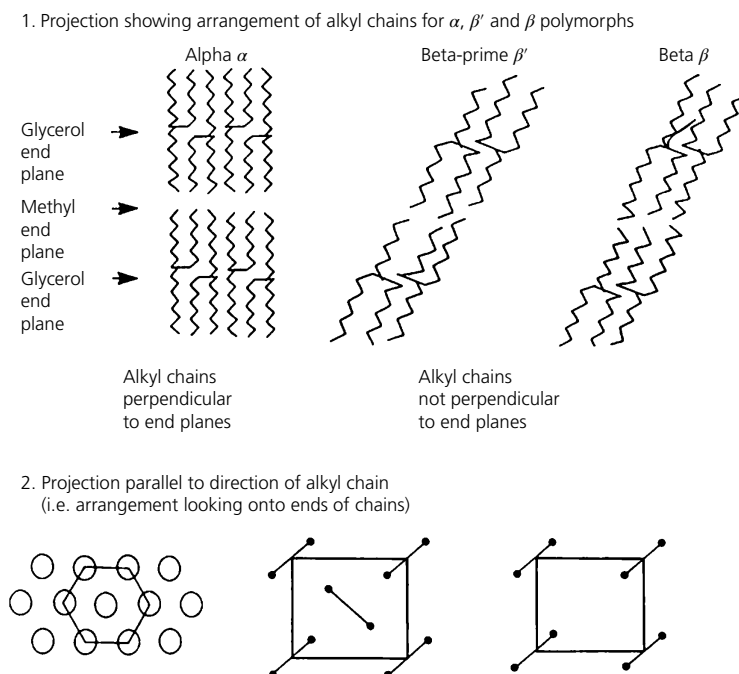 1. Projection showing arrangement of alkyl chains for α, β′ and β polymorphs
Alpha α
Beta-prime β′
Beta β
Glycerol
end
plane
Methyl
end
plane
Glycerol
end
plane
Alkyl chains
perpendicular
to end planes
Alkyl chains
not perpendicular
to end planes
2. Projection parallel to direction of alkyl chain
(i.e. arrangement looking onto ends of chains)